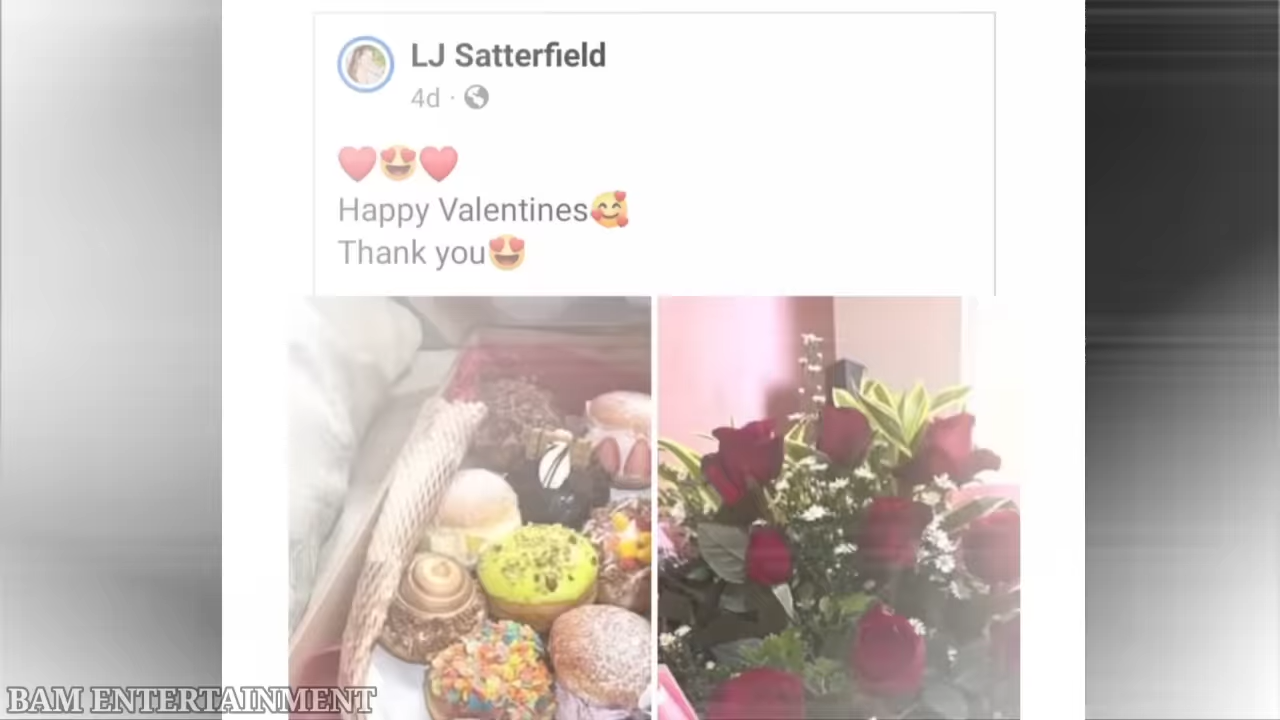 LJ Satterfield
4d ·
♥️😍♥️
Happy Valentines🥰
Thank you😍
BAM ENTERTAINMENT